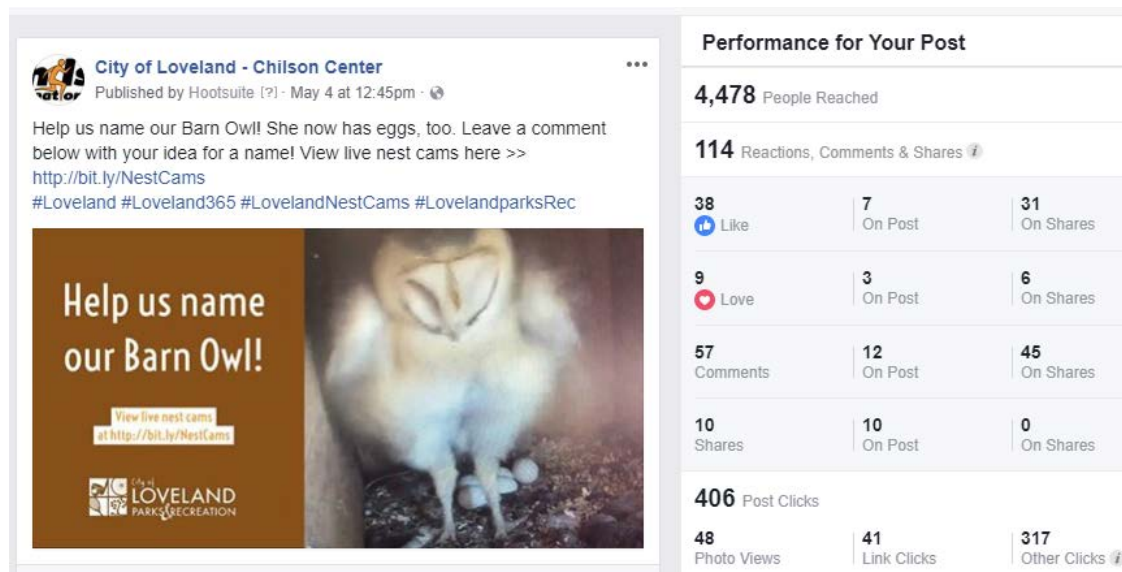 City of Loveland - Chilson Center
Published by Hootsuite [?] · May 4 at 12:45pm ·
Help us name our Barn Owl! She now has eggs, too. Leave a comment
below with your idea for a name! View live nest cams here >>
http://bit.ly/NestCams
#Loveland #Loveland365 #LovelandNestCams #LovelandparksRec
Help us name
our Barn Owl!
View live nest cams
at http://bit.ly/NestCams
City of
LOVELAND
PARKS & RECREATION
Performance for Your Post
4,478 People Reached
114 Reactions, Comments & Shares i
38 7 31
Like On Post On Shares
9 3 6
Love On Post On Shares
57 12 45
Comments On Post On Shares
10 10 0
Shares On Post On Shares
406 Post Clicks
48 41 317
Photo Views Link Clicks Other Clicks i